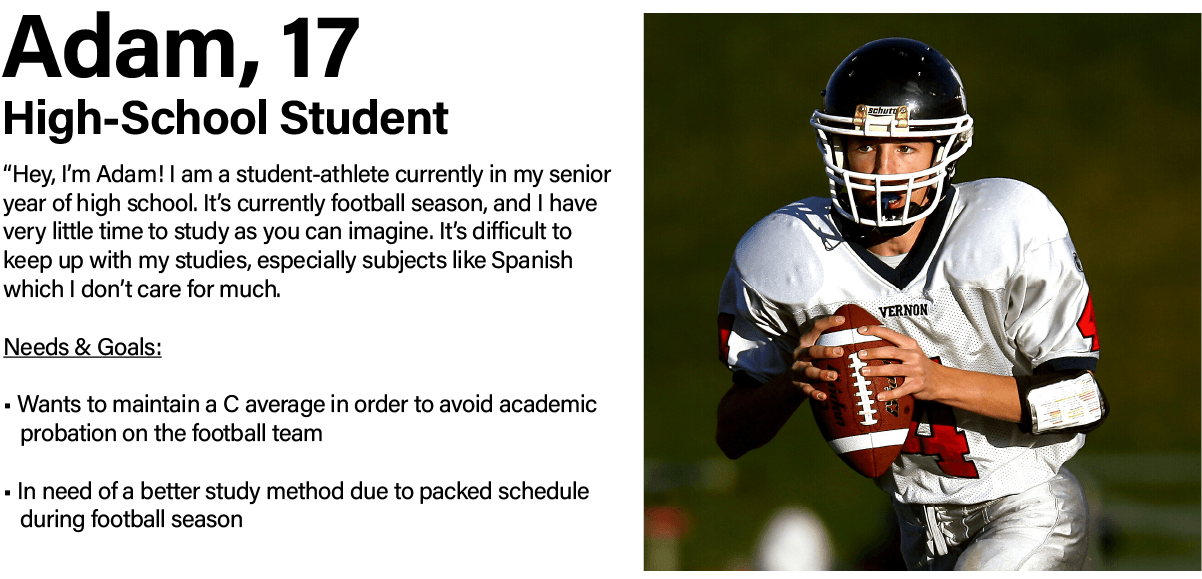 Adam, 17
High-School Student
“Hey, I’m Adam! I am a student-athlete currently in my senior
year of high school. It’s currently football season, and I have
very little time to study as you can imagine. It’s difficult to
keep up with my studies, especially subjects like Spanish
which I don’t care for much.
Needs & Goals:
▪ Wants to maintain a C average in order to avoid academic
probation on the football team
▪ In need of a better study method due to packed schedule
during football season
schutt
VERNON
4
4